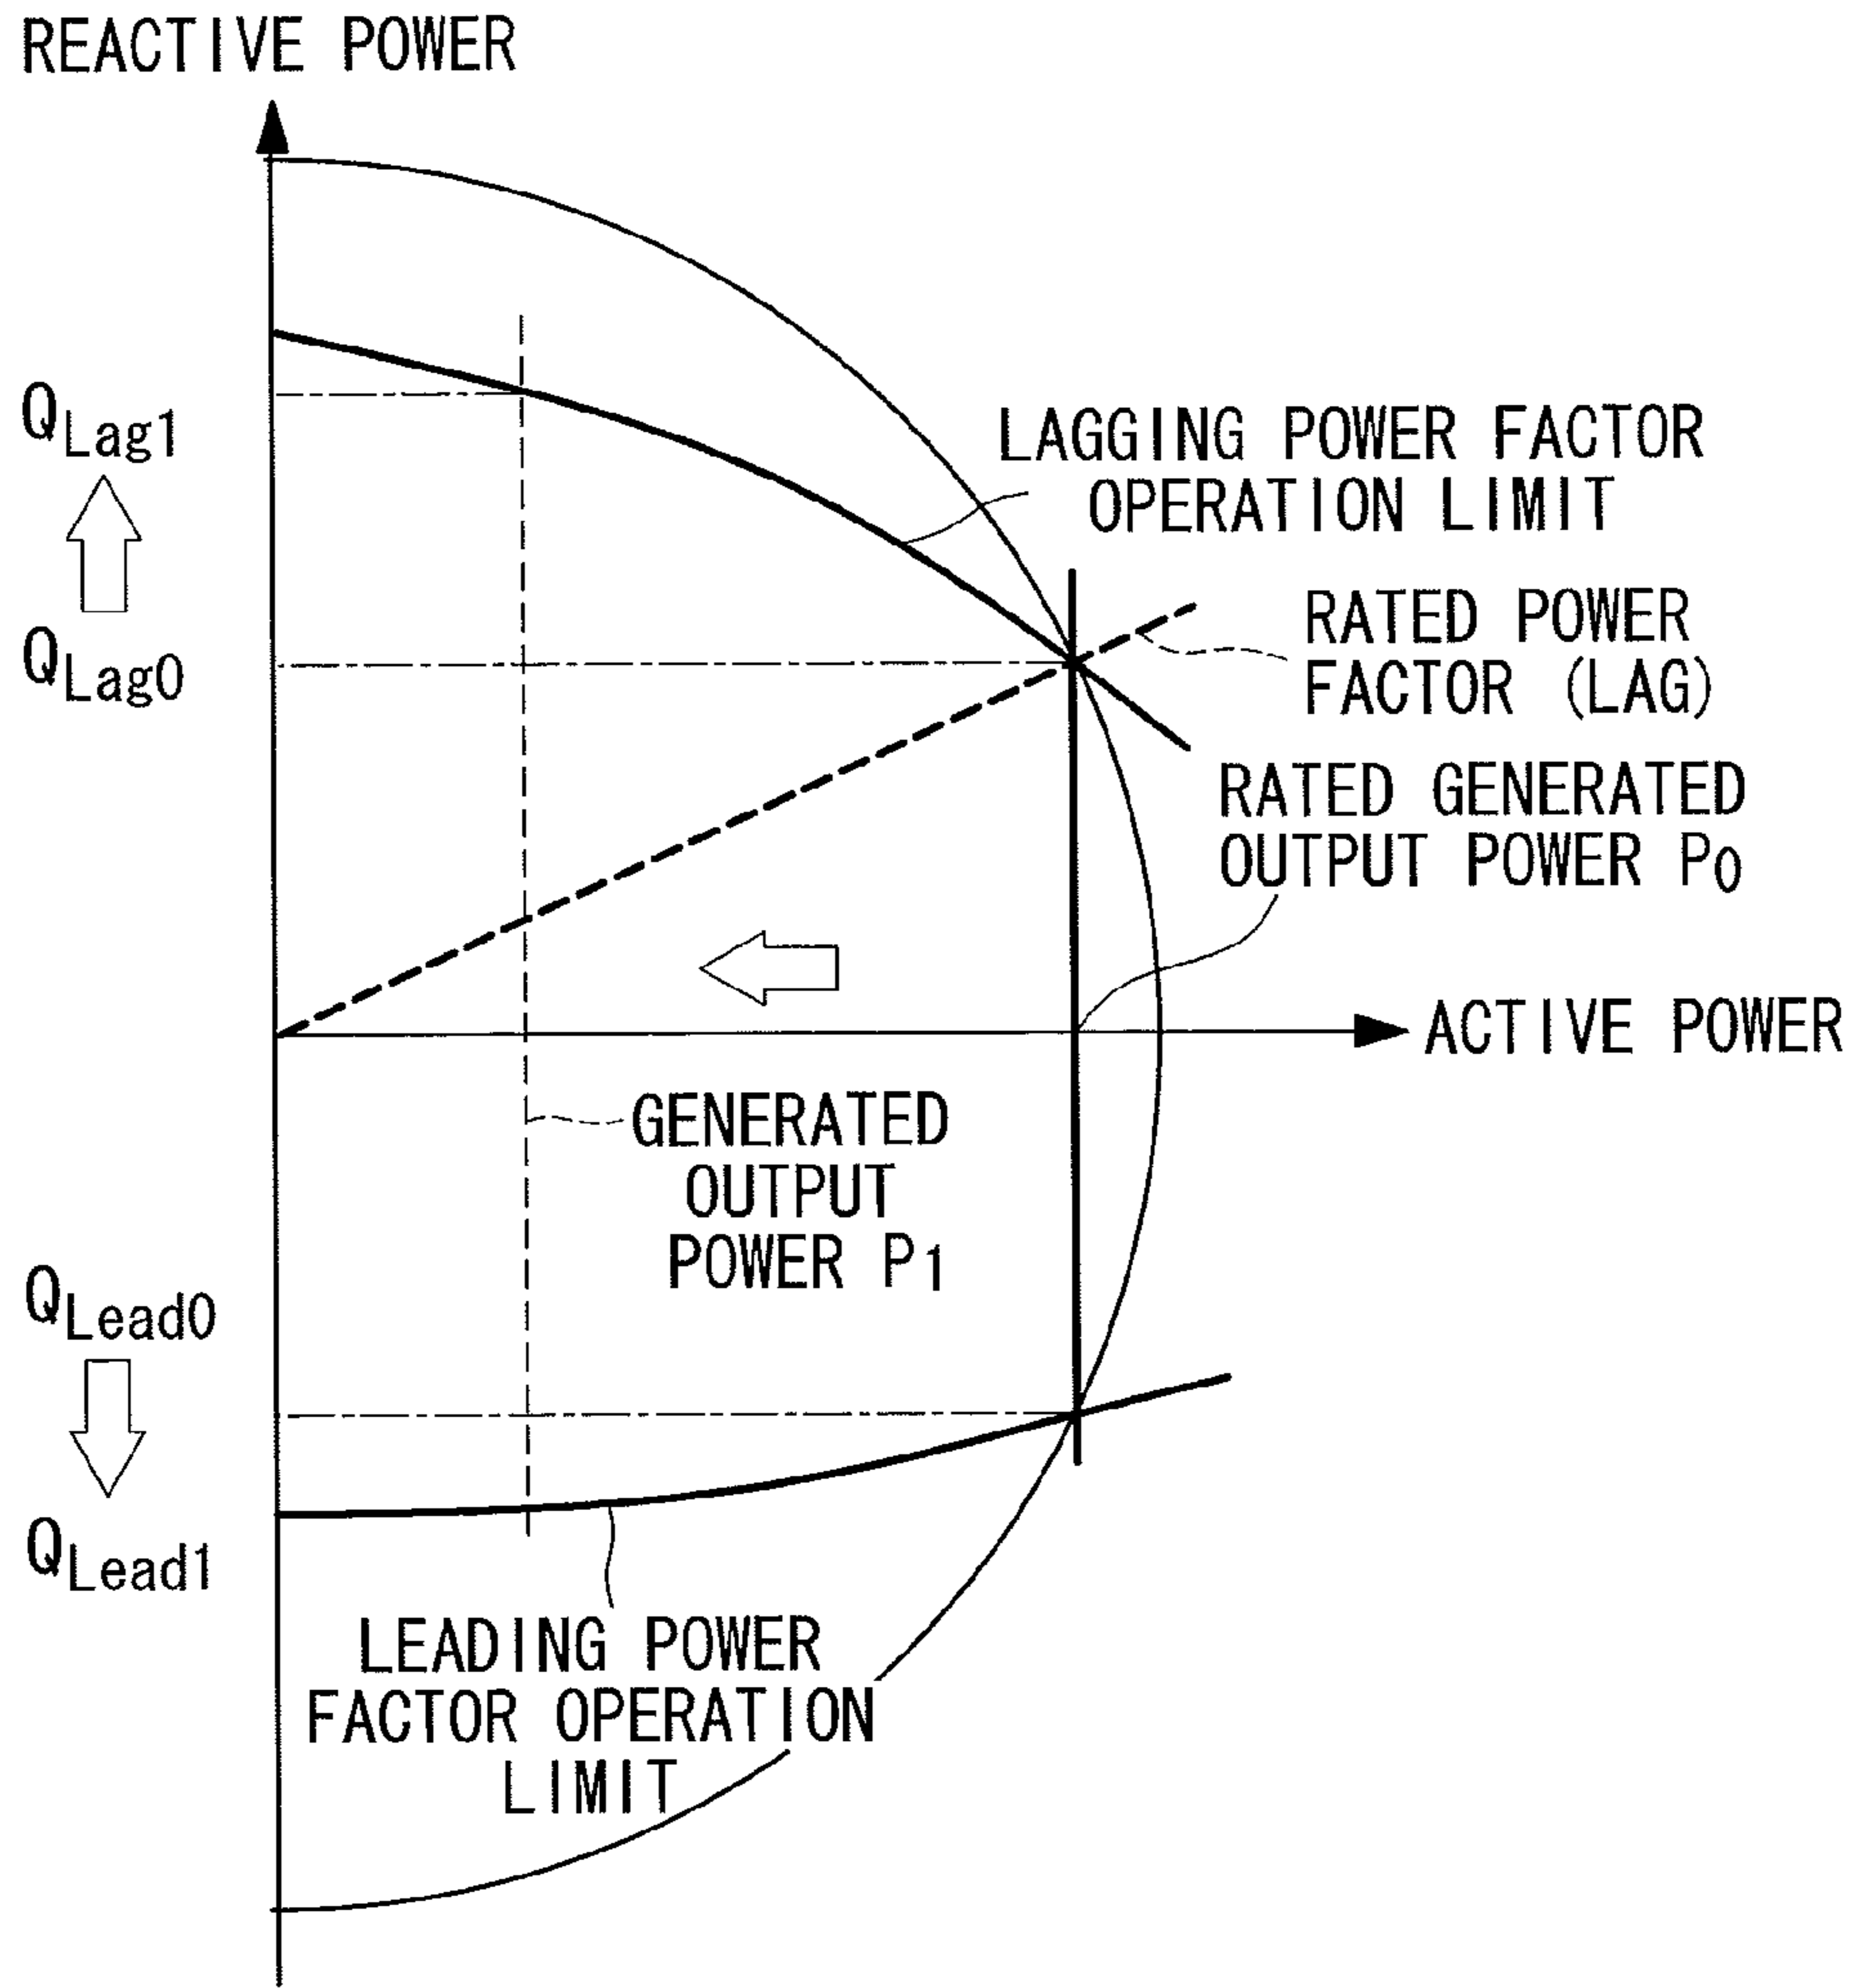 REACTIVE POWER
QLag1
LAGGING POWER FACTOR
OPERATION LIMIT
QLag0
RATED POWER
FACTOR (LAG)
RATED GENERATED
OUTPUT POWER P0
ACTIVE POWER
GENERATED
OUTPUT
POWER P1
QLead0
QLead1
LEADING POWER
FACTOR OPERATION
LIMIT